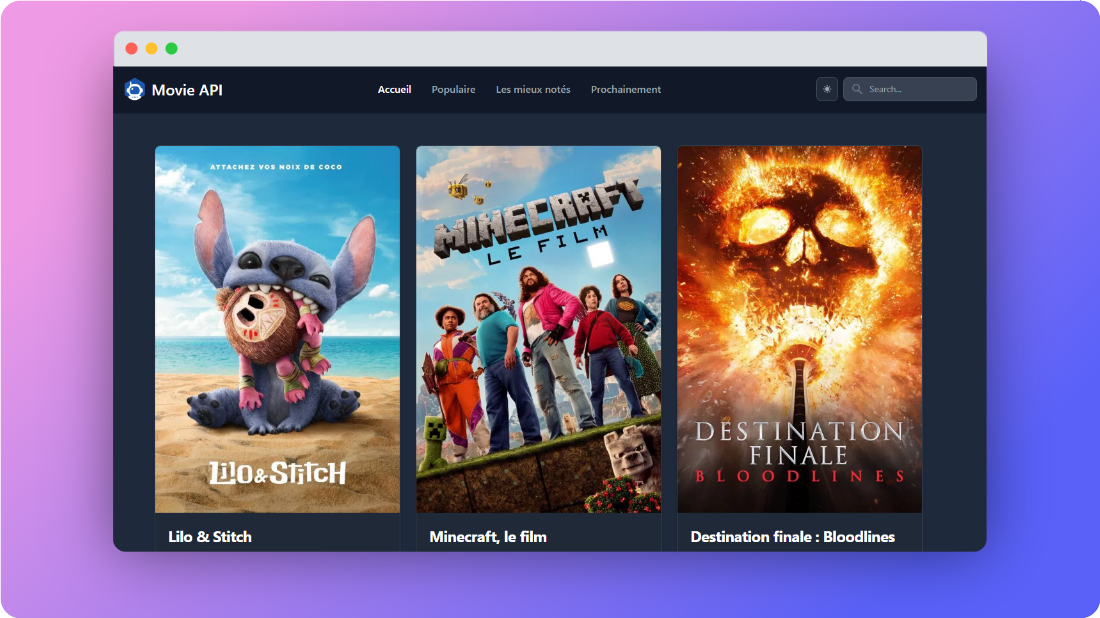 Movie API
Accueil
Populaire
Les mieux notés
Prochainement
Search...
ATTACHEZ VOS NOIX DE COCO
LILO & STITCH
MINECRAFT
LE FILM
DESTINATION
FINALE
BLOODLINES
Lilo & Stitch
Minecraft, le film
Destination finale : Bloodlines